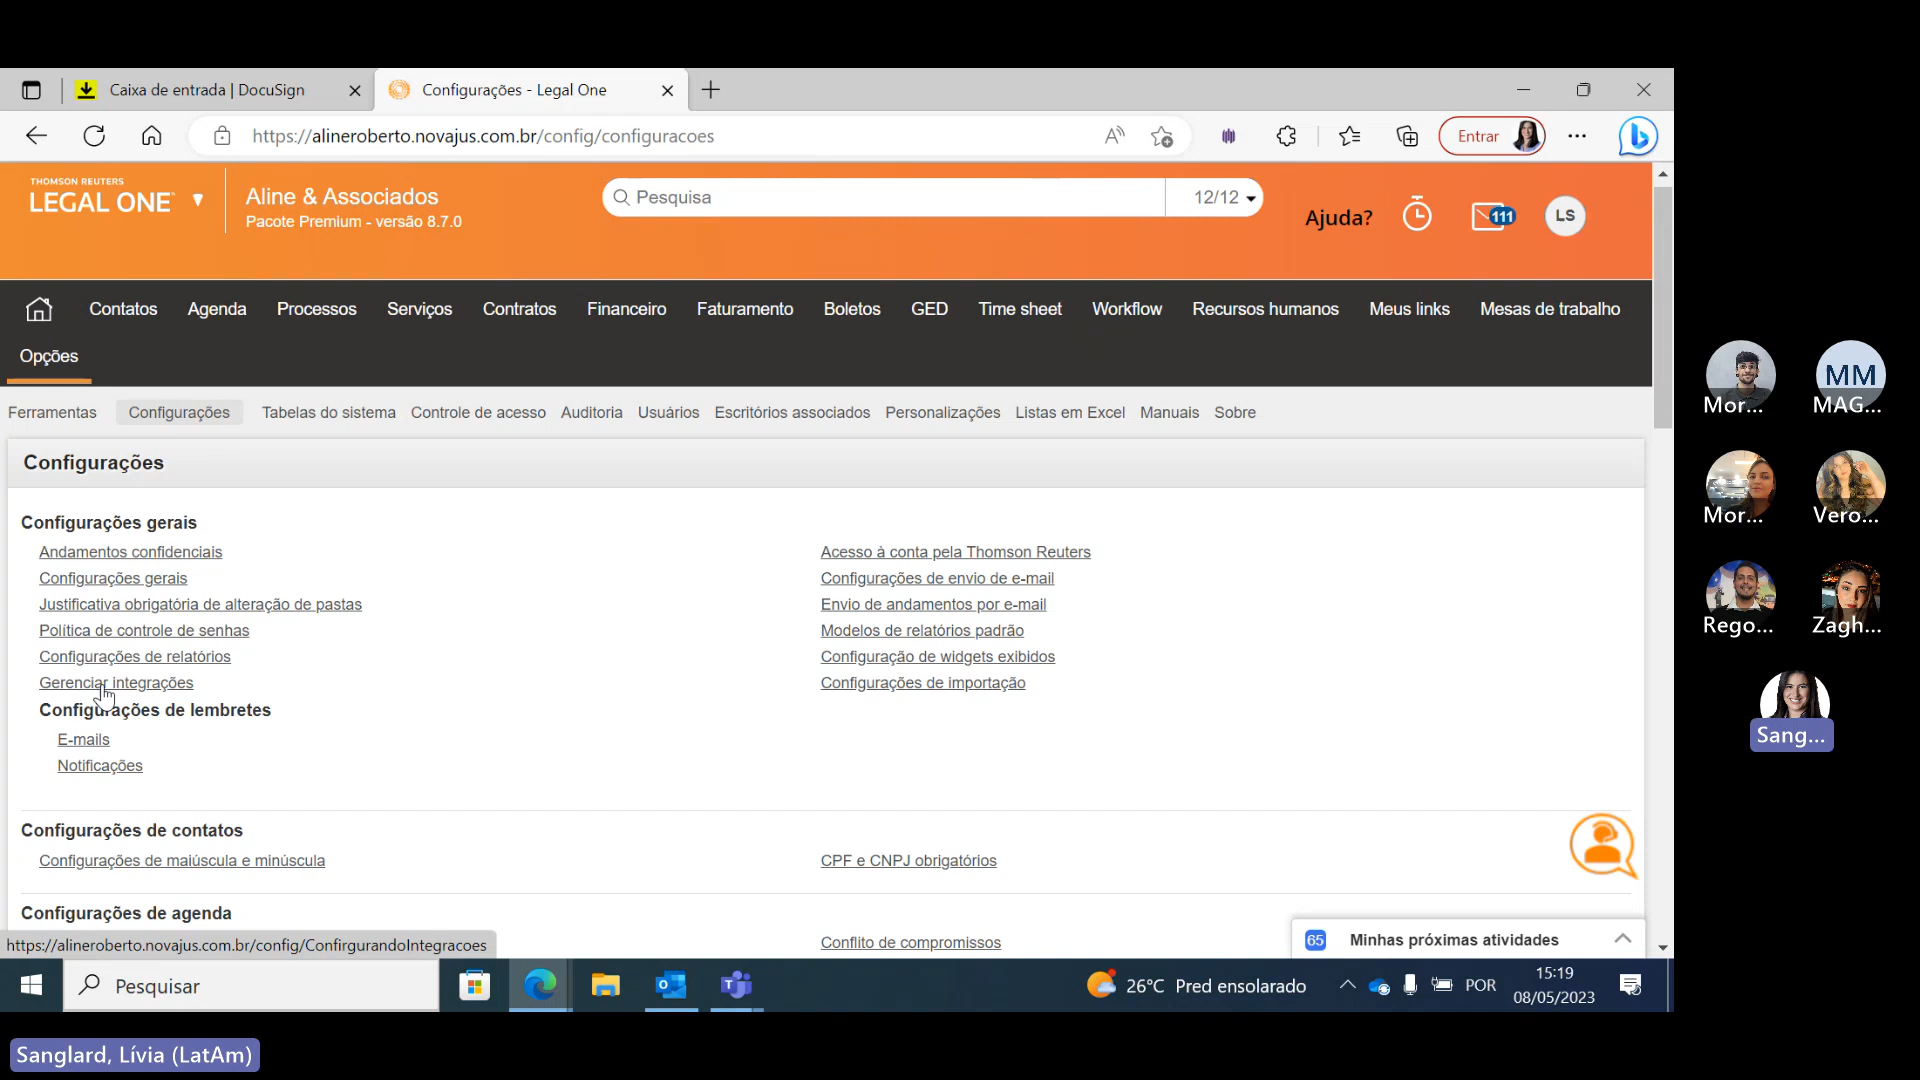 Caixa de entrada | DocuSign
Configurações - Legal One
https://alineroberto.novajus.com.br/config/configuracoes
Entrar
THOMSON REUTERS
LEGAL ONE
Aline & Associados
Pacote Premium - versão 8.7.0
Pesquisa
12/12
Ajuda?
111
LS
Contatos Agenda Processos Serviços Contratos Financeiro Faturamento Boletos GED Time sheet Workflow Recursos humanos Meus links Mesas de trabalho
Opções
Ferramentas Configurações Tabelas do sistema Controle de acesso Auditoria Usuários Escritórios associados Personalizações Listas em Excel Manuais Sobre
Configurações
Configurações gerais
Andamentos confidenciais
Acesso à conta pela Thomson Reuters
Configurações gerais
Configurações de envio de e-mail
Justificativa obrigatória de alteração de pastas
Envio de andamentos por e-mail
Política de controle de senhas
Modelos de relatórios padrão
Configurações de relatórios
Configuração de widgets exibidos
Gerenciar integrações
Configurações de importação
Configurações de lembretes
E-mails
Notificações
Configurações de contatos
Configurações de maiúscula e minúscula
CPF e CNPJ obrigatórios
Configurações de agenda
Conflito de compromissos
https://alineroberto.novajus.com.br/config/ConfirgurandoIntegracoes
65 Minhas próximas atividades
Pesquisar
26°C Pred ensolarado
POR
15:19
08/05/2023
MM
Mor...
MAG...
Mor...
Vero...
Rego...
Zagh...
Sang...
Sanglard, Lívia (LatAm)